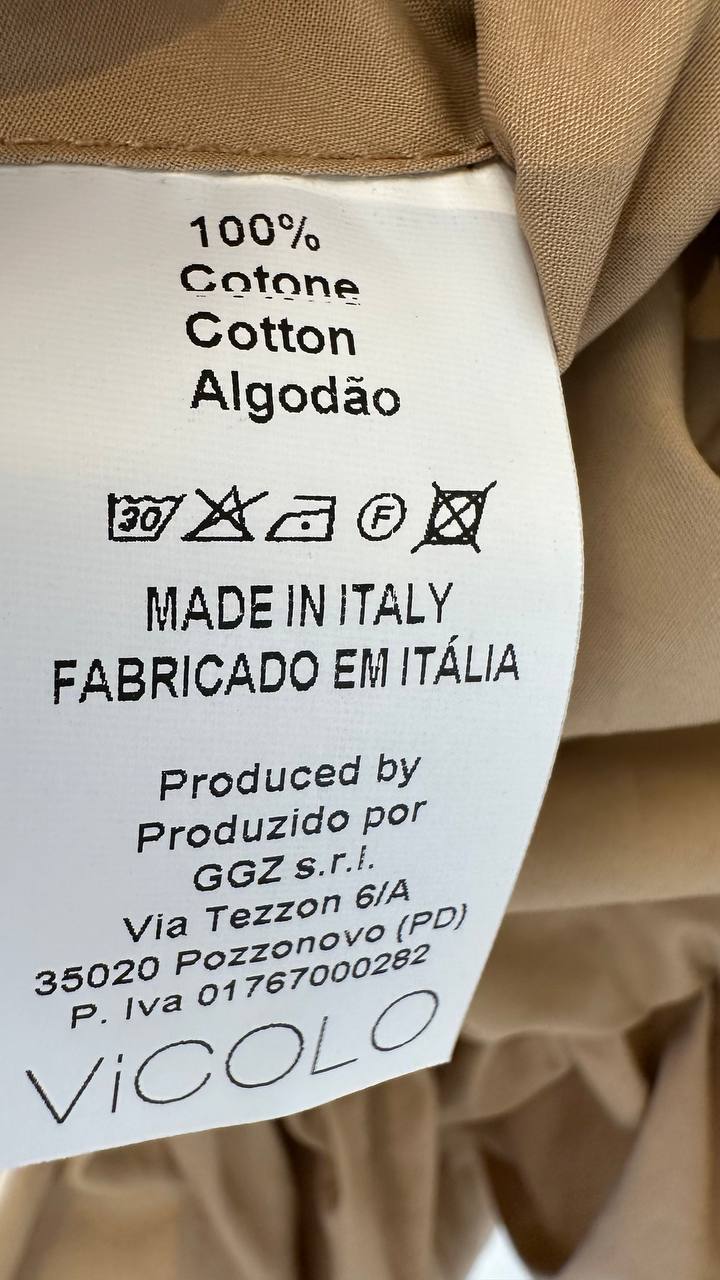 100%
Cotone
Cotton
Algodão
30 F
MADE IN ITALY
FABRICADO EM ITÁLIA
Produced by
Produzido por
GGZ s.r.l.
Via Tezzon 6/A
35020 Pozzonovo (PD)
P. Iva 01767000282
ViCOLO